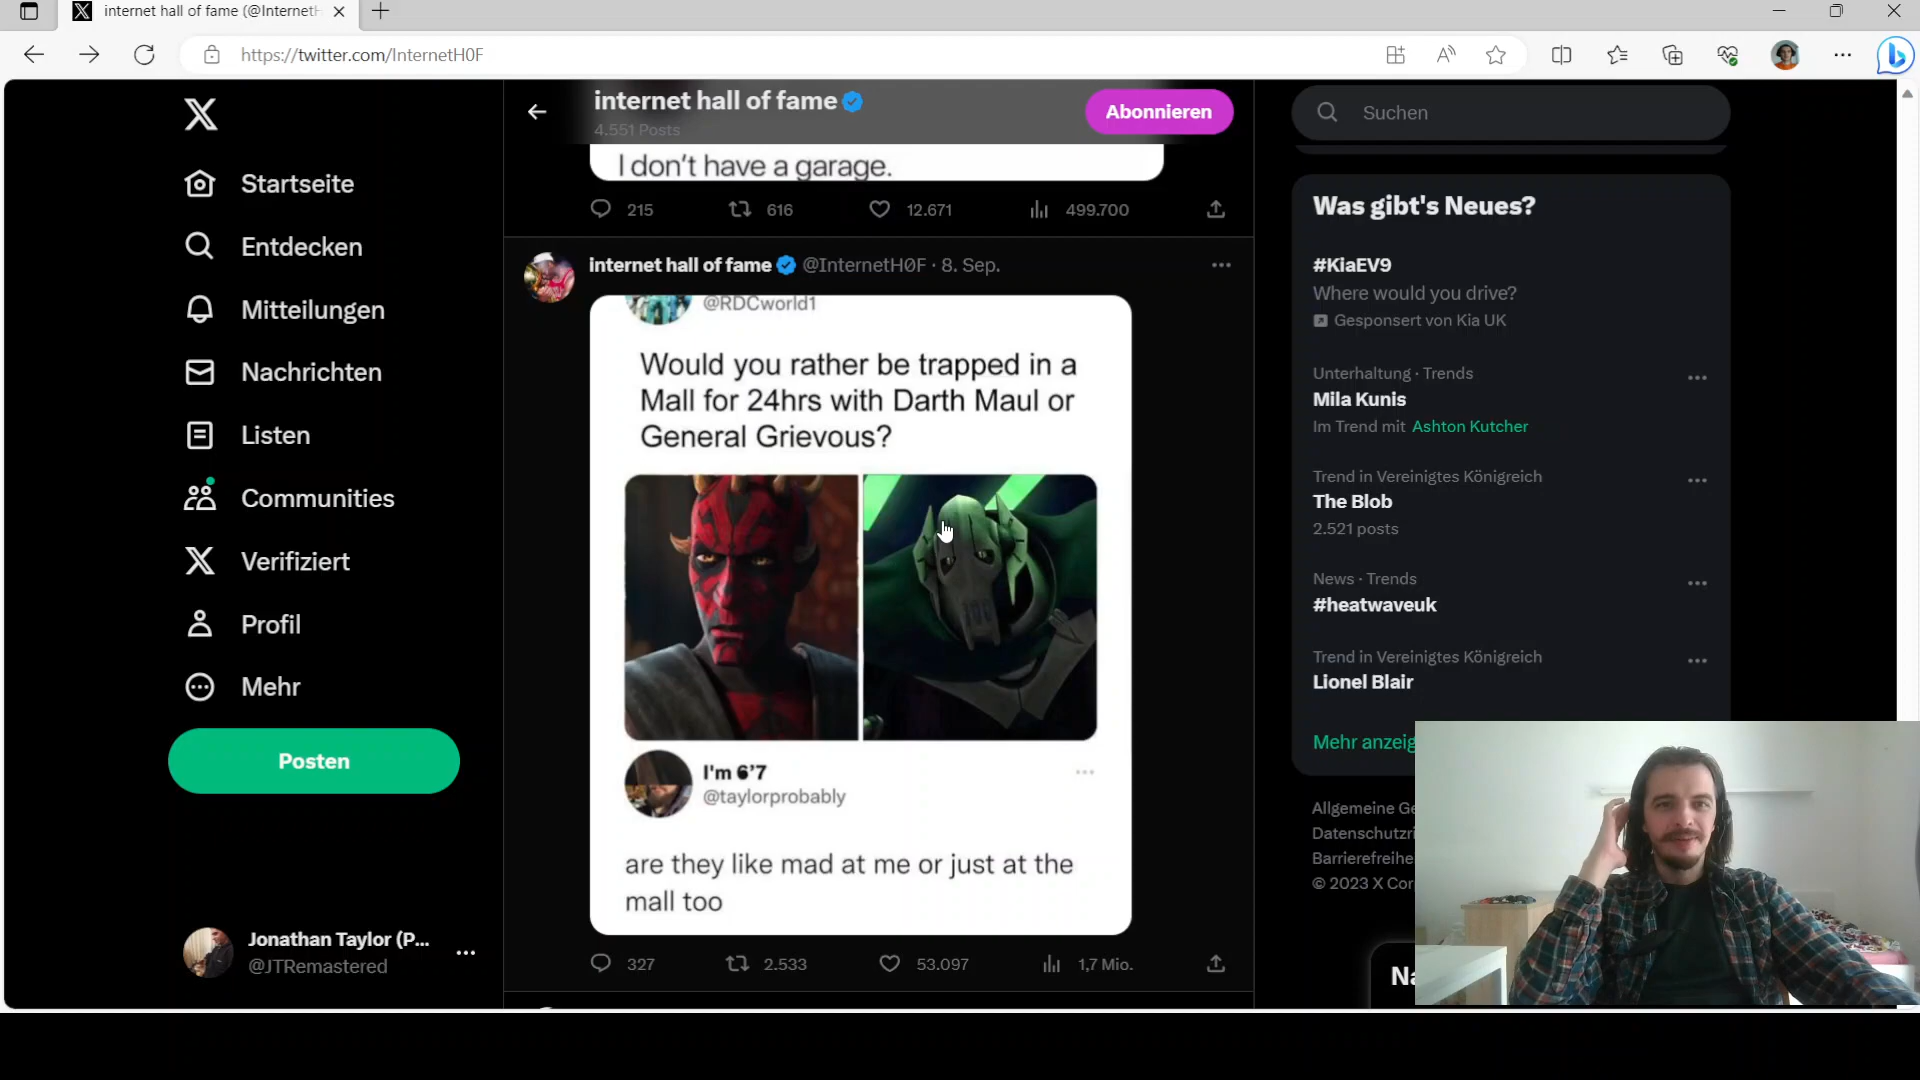 internet hall of fame (@InternetH
https://twitter.com/InternetH0F
Startseite
Entdecken
Mitteilungen
Nachrichten
Listen
Communities
Verifiziert
Profil
Mehr
Posten
Jonathan Taylor (P...
@JTRemastered
internet hall of fame
4.551 Posts
Abonnieren
I don't have a garage.
215 616 12.671 499.700
internet hall of fame @InternetH0F · 8. Sep.
@RDCworld1
Would you rather be trapped in a
Mall for 24hrs with Darth Maul or
General Grievous?
I'm 6'7
@taylorprobably
are they like mad at me or just at the
mall too
327 2.533 53.097 1,7 Mio.
Suchen
Was gibt's Neues?
#KiaEV9
Where would you drive?
Gesponsert von Kia UK
Unterhaltung · Trends
Mila Kunis
Im Trend mit Ashton Kutcher
Trend in Vereinigtes Königreich
The Blob
2.521 posts
News · Trends
#heatwaveuk
Trend in Vereinigtes Königreich
Lionel Blair
Mehr anzeig
Allgemeine Ge
Datenschutzri
Barrierefreihe
© 2023 X Cor
Na